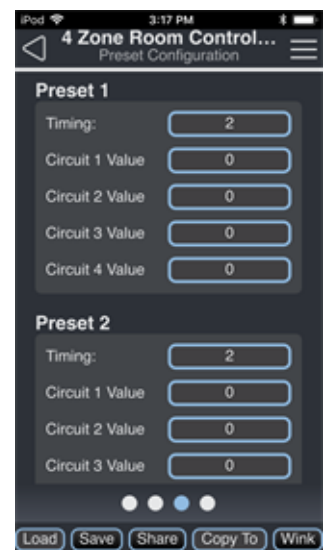 iPod 3:17 PM
4 Zone Room Control...
Preset Configuration
Preset 1
Timing: 2
Circuit 1 Value 0
Circuit 2 Value 0
Circuit 3 Value 0
Circuit 4 Value 0
Preset 2
Timing: 2
Circuit 1 Value 0
Circuit 2 Value 0
Circuit 3 Value 0
Load Save Share Copy To Wink